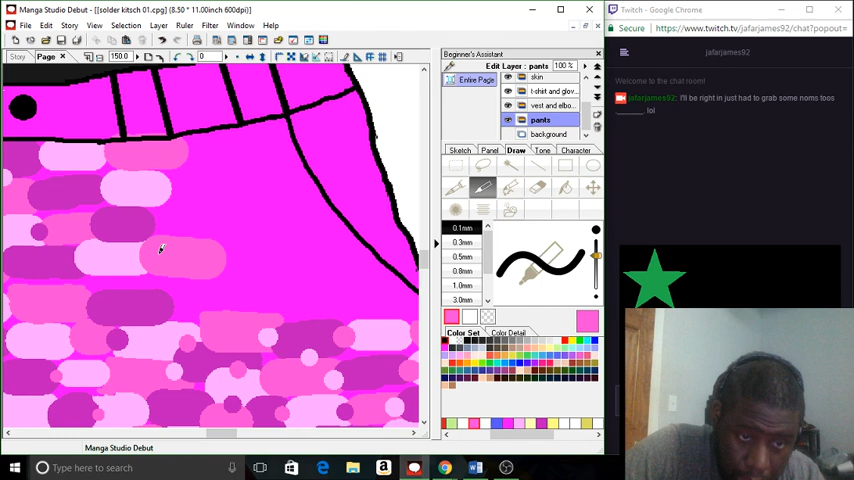 Manga Studio Debut - [[solder kitsch 01.cpg] (8.50 * 11.00inch 600dpi)]
Twitch - Google Chrome
File Edit Story View Selection Layer Ruler Filter Window Help
Secure https://www.twitch.tv/jafarjames92/chat?popout=
Story Page 150.0 0
Beginner's Assistant
jafarjames92
Edit Layer : pants 100 %
Entire Page
skin
t-shirt and glov...
vest and elbo...
pants
background
Welcome to the chat room!
jafarjames92: I'll be right in just had to grab some noms toos
lol
Sketch Panel Draw Tone Character
0.1mm
0.3mm
0.5mm
0.8mm
1.0mm
3.0mm
Color Set Color Detail
Manga Studio Debut
Type here to search